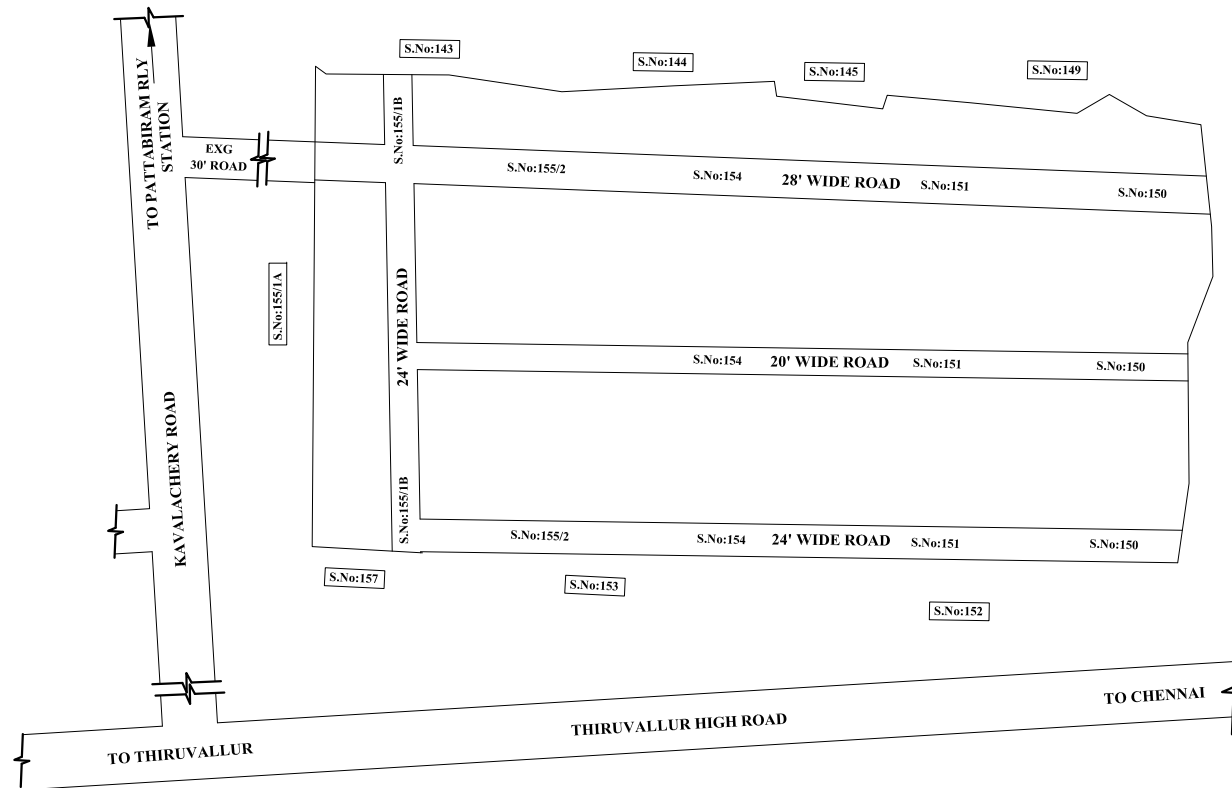 S.No:143
S.No:144
S.No:145
S.No:149
TO PATTABIRAM RLY
STATION
EXG
30' ROAD
S.No:155/1B
S.No:155/2
S.No:154
28' WIDE ROAD
S.No:151
S.No:150
S.No:155/1A
24' WIDE ROAD
S.No:154
20' WIDE ROAD
S.No:151
S.No:150
KAVALACHERY ROAD
S.No:155/1B
S.No:155/2
S.No:154
24' WIDE ROAD
S.No:151
S.No:150
S.No:157
S.No:153
S.No:152
TO CHENNAI
THIRUVALLUR HIGH ROAD
TO THIRUVALLUR